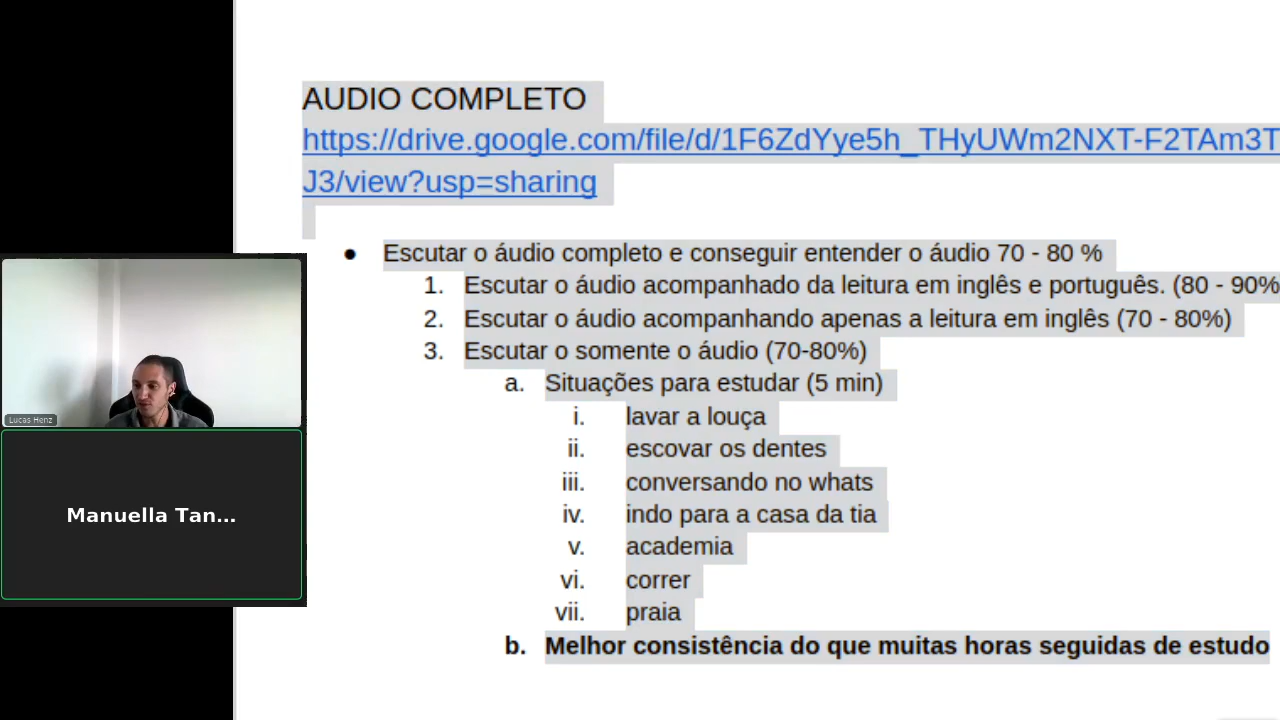 AUDIO COMPLETO
https://drive.google.com/file/d/1F6ZdYye5h_THyUWm2NXT-F2TAm3T
J3/view?usp=sharing
● Escutar o áudio completo e conseguir entender o áudio 70 - 80 %
1. Escutar o áudio acompanhado da leitura em inglês e português. (80 - 90%
2. Escutar o áudio acompanhando apenas a leitura em inglês (70 - 80%)
3. Escutar o somente o áudio (70-80%)
a. Situações para estudar (5 min)
i. lavar a louça
ii. escovar os dentes
iii. conversando no whats
iv. indo para a casa da tia
v. academia
vi. correr
vii. praia
b. Melhor consistência do que muitas horas seguidas de estudo
Lucas Henz
Manuella Tan...